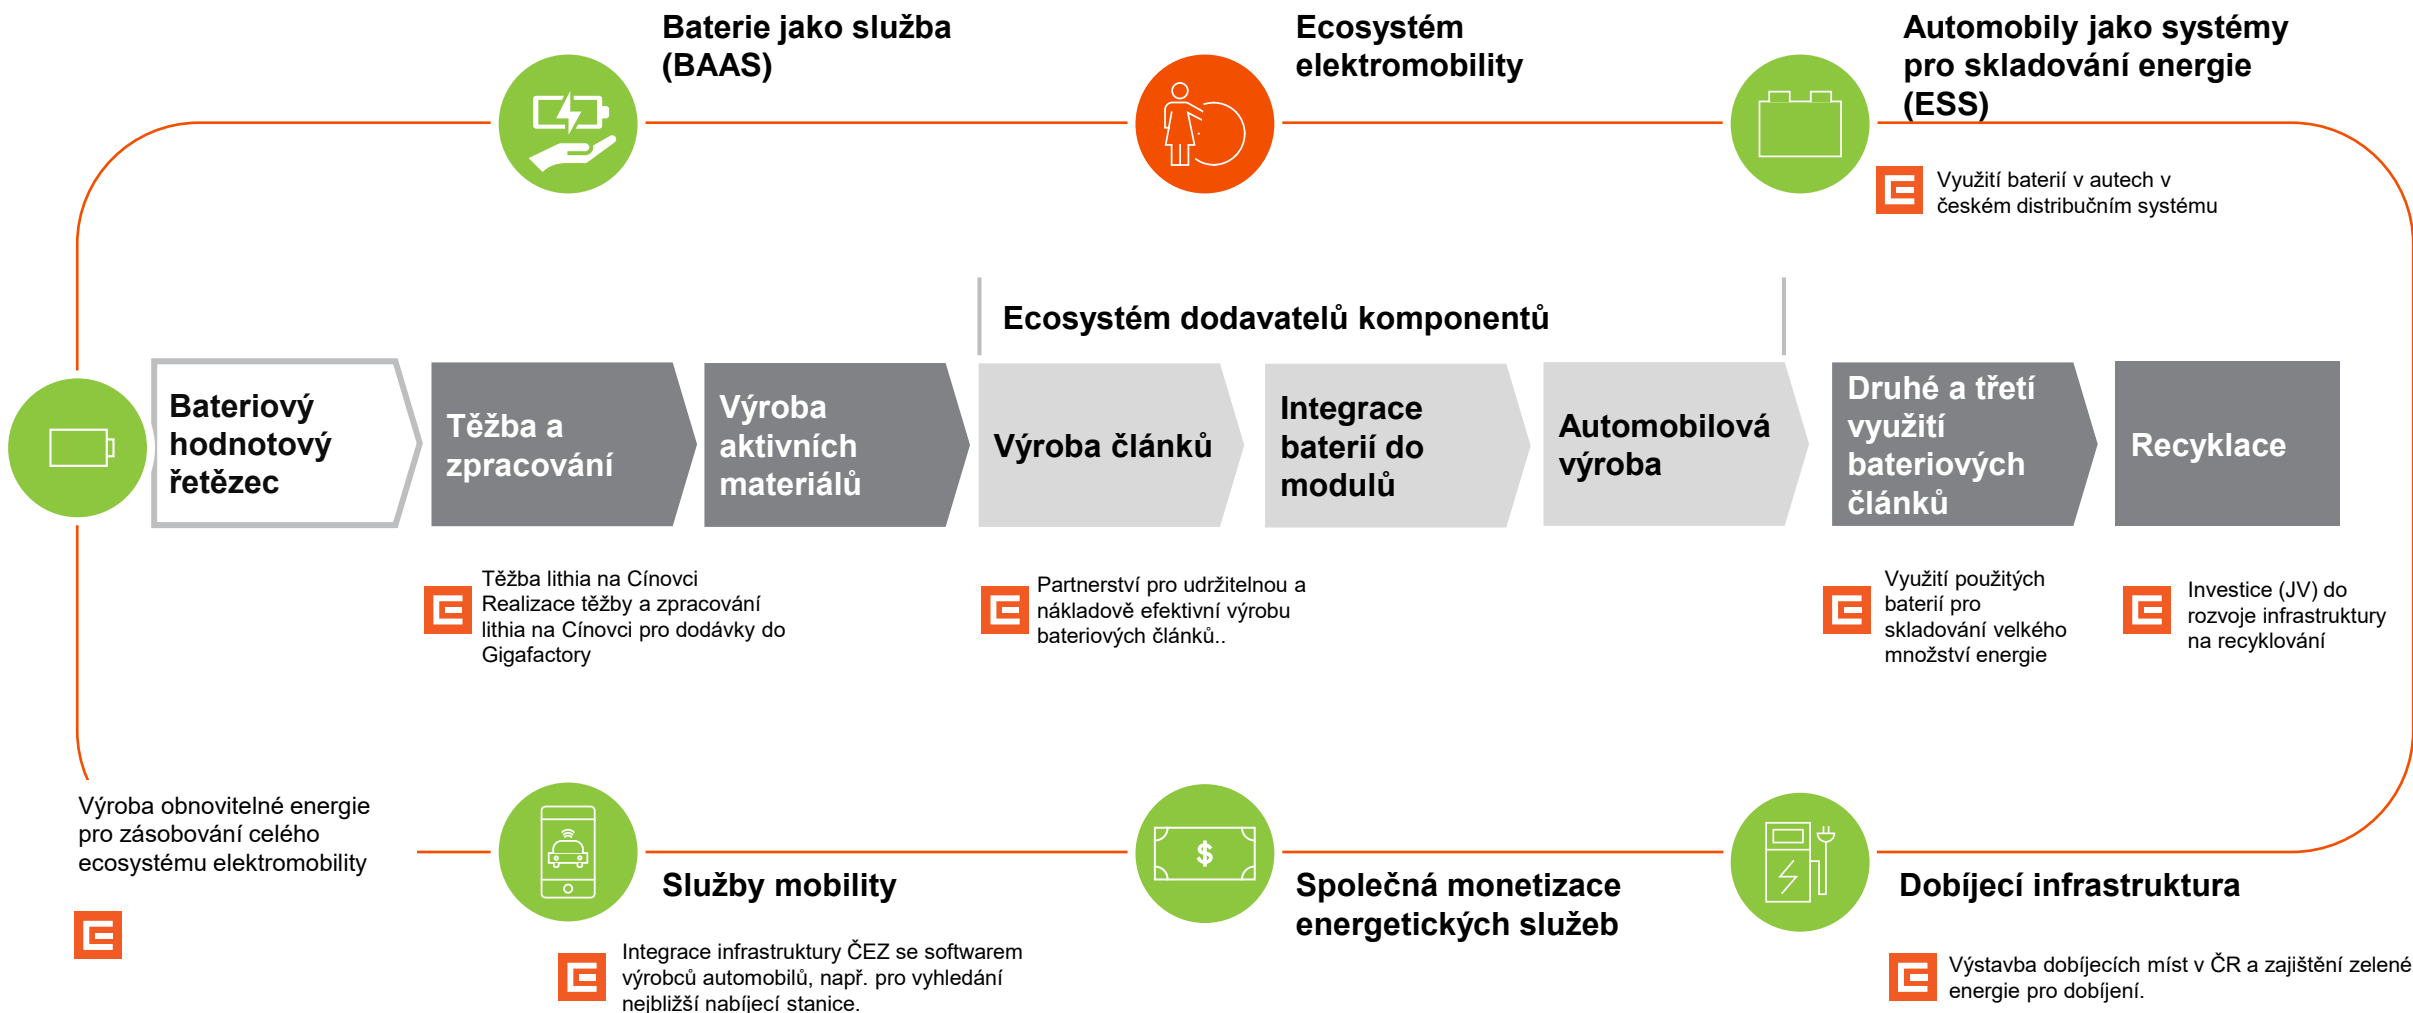 Baterie jako služba
(BAAS)
Ecosystém
elektromobility
Automobily jako systémy
pro skladování energie
(ESS)
Využití baterií v autech v
českém distribučním systému
Ecosystém dodavatelů komponentů
Bateriový
hodnotový
řetězec
Těžba a
zpracování
Výroba
aktivních
materiálů
Výroba článků
Integrace
baterií do
modulů
Automobilová
výroba
Druhé a třetí
využití
bateriových
článků
Recyklace
Těžba lithia na Cínovci
Realizace těžby a zpracování
lithia na Cínovci pro dodávky do
Gigafactory
Partnerství pro udržitelnou a
nákladově efektivní výrobu
bateriových článků..
Využití použitých
baterií pro
skladování velkého
množství energie
Investice (JV) do
rozvoje infrastruktury
na recyklování
Výroba obnovitelné energie
pro zásobování celého
ecosystému elektromobility
Služby mobility
Integrace infrastruktury ČEZ se softwarem
výrobců automobilů, např. pro vyhledání
nejbližší nabíjecí stanice.
$
Společná monetizace
energetických služeb
Dobíjecí infrastruktura
Výstavba dobíjecích míst v ČR a zajištění zelené
energie pro dobíjení.